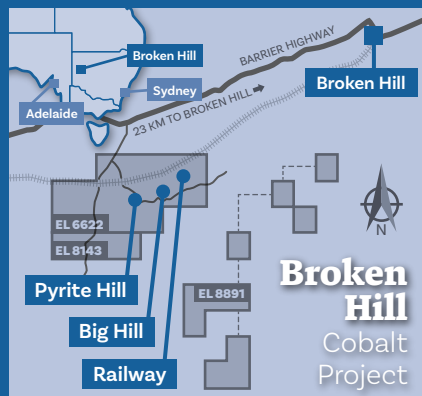 Broken Hill
Sydney
Adelaide
BARRIER HIGHWAY
Broken Hill
23 KM TO BROKEN HILL
EL 6622
EL 8143
EL 8891
N
Pyrite Hill
Big Hill
Railway
Broken
Hill
Cobalt
Project